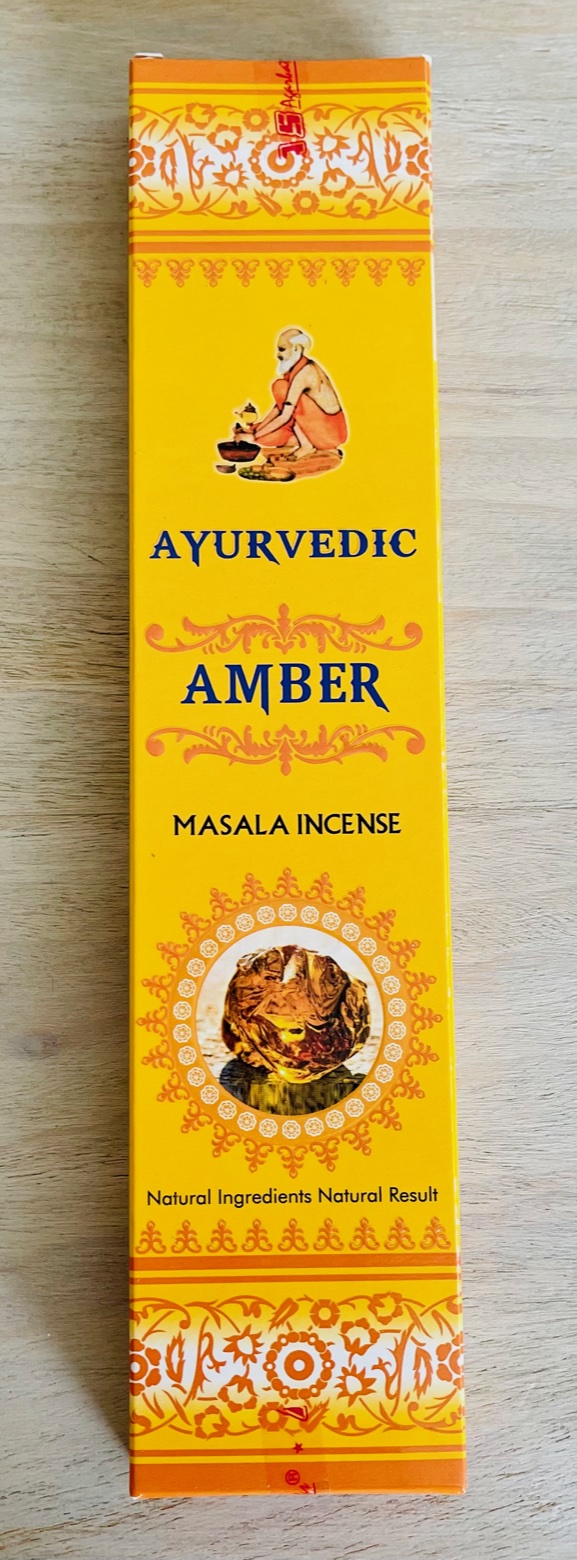 AYURVEDIC
AMBER
MASALA INCENSE
Natural Ingredients Natural Result